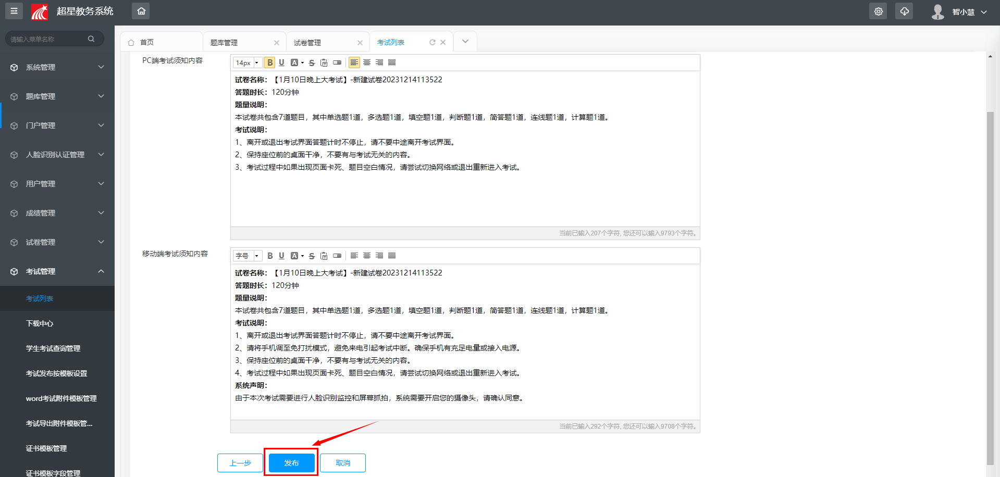 超星教务系统
智小慧
请输入菜单名称
系统管理
题库管理
门户管理
人脸识别认证管理
用户管理
成绩管理
试卷管理
考试管理
考试列表
下载中心
学生考试查询管理
考试发布按模板设置
word考试附件模板管理
考试导出附件模板管...
证书模板管理
证书模板字段管理
首页
题库管理
试卷管理
考试列表
PC端考试须知内容
14px
试卷名称：【1月10日晚上大考试】-新建试卷20231214113522
答题时长：120分钟
题量说明：
本试卷共包含7道题目，其中单选题1道，多选题1道，填空题1道，判断题1道，简答题1道，连线题1道，计算题1道。
考试说明：
1、离开或退出考试界面答题计时不停止，请不要中途离开考试界面。
2、保持座位前的桌面干净，不要有与考试无关的内容。
3、考试过程中如果出现页面卡死、题目空白情况，请尝试切换网络或退出重新进入考试。
当前已输入207个字符, 您还可以输入9793个字符。
移动端考试须知内容
字号
试卷名称：【1月10日晚上大考试】-新建试卷20231214113522
答题时长：120分钟
题量说明：
本试卷共包含7道题目，其中单选题1道，多选题1道，填空题1道，判断题1道，简答题1道，连线题1道，计算题1道。
考试说明：
1、离开或退出考试界面答题计时不停止，请不要中途离开考试界面。
2、请将手机调至免打扰模式，避免来电引起考试中断。确保手机有充足电量或接入电源。
3、保持座位前的桌面干净，不要有与考试无关的内容。
4、考试过程中如果出现页面卡死、题目空白情况，请尝试切换网络或退出重新进入考试。
系统声明：
由于本次考试需要进行人脸识别监控和屏幕抓拍，系统需要开启您的摄像头，请确认同意。
当前已输入292个字符, 您还可以输入9708个字符。
上一步
发布
取消